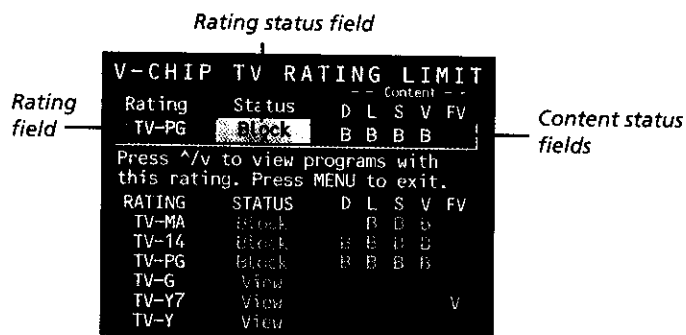 Rating status field
V-CHIP TV RATING LIMIT
-- Content --
Rating Status D L S V FV
TV-PG Block B B B B
Rating
field
Content status
fields
Press ^/v to view programs with
this rating. Press MENU to exit.
RATING STATUS D L S V FV
TV-MA Block B B B
TV-14 Block B B B B
TV-PG Block B B B B
TV-G View
TV-Y7 View V
TV-Y View